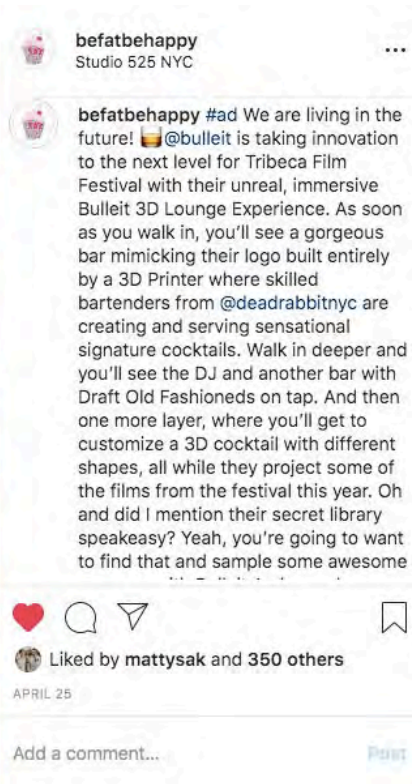 befatbehappy
Studio 525 NYC
befatbehappy #ad We are living in the
future! 🥃@bulleit is taking innovation
to the next level for Tribeca Film
Festival with their unreal, immersive
Bulleit 3D Lounge Experience. As soon
as you walk in, you'll see a gorgeous
bar mimicking their logo built entirely
by a 3D Printer where skilled
bartenders from @deadrabbitnyc are
creating and serving sensational
signature cocktails. Walk in deeper and
you'll see the DJ and another bar with
Draft Old Fashioneds on tap. And then
one more layer, where you'll get to
customize a 3D cocktail with different
shapes, all while they project some of
the films from the festival this year. Oh
and did I mention their secret library
speakeasy? Yeah, you're going to want
to find that and sample some awesome
Liked by mattysak and 350 others
APRIL 25
Add a comment...
Post